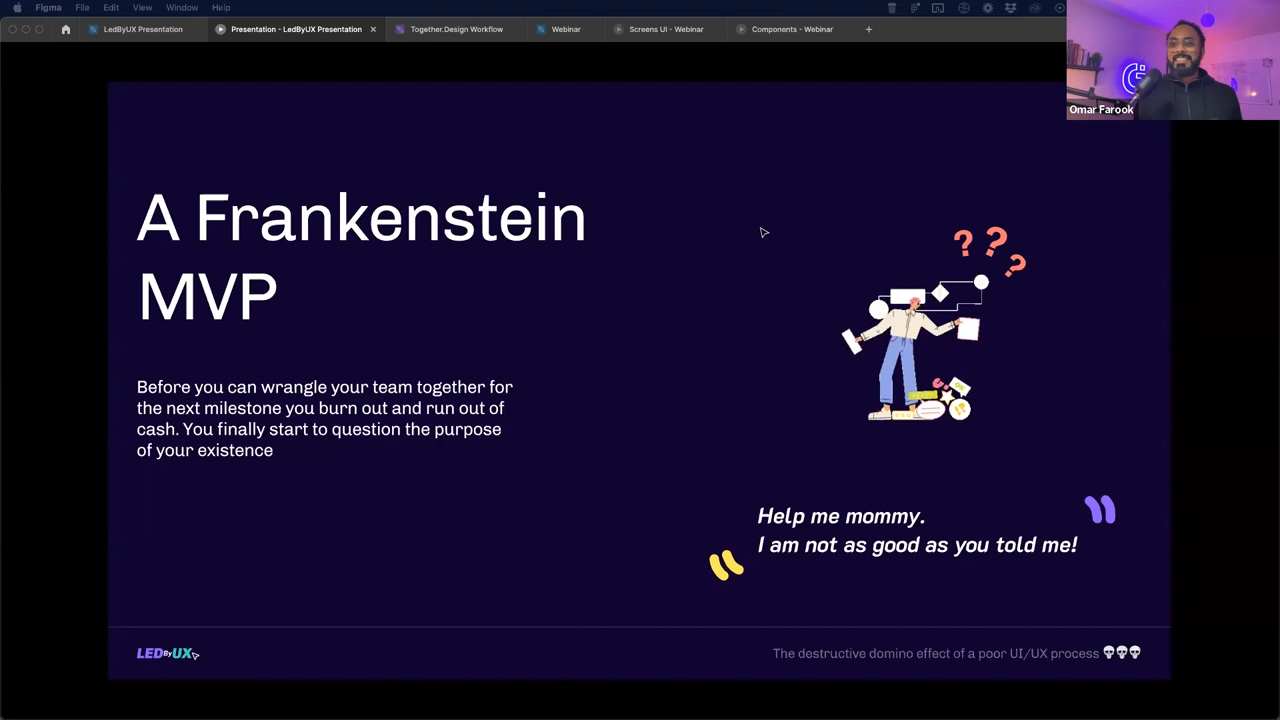 Figma File Edit View Window Help
LedByUX Presentation
Presentation - LedByUX Presentation
Together.Design Workflow
Webinar
Screens UI - Webinar
Components - Webinar
Omar Farook
A Frankenstein
MVP
? ? ?
Before you can wrangle your team together for
the next milestone you burn out and run out of
cash. You finally start to question the purpose
of your existence
Help me mommy.
I am not as good as you told me!
LEDByUX
The destructive domino effect of a poor UI/UX process 💀💀💀